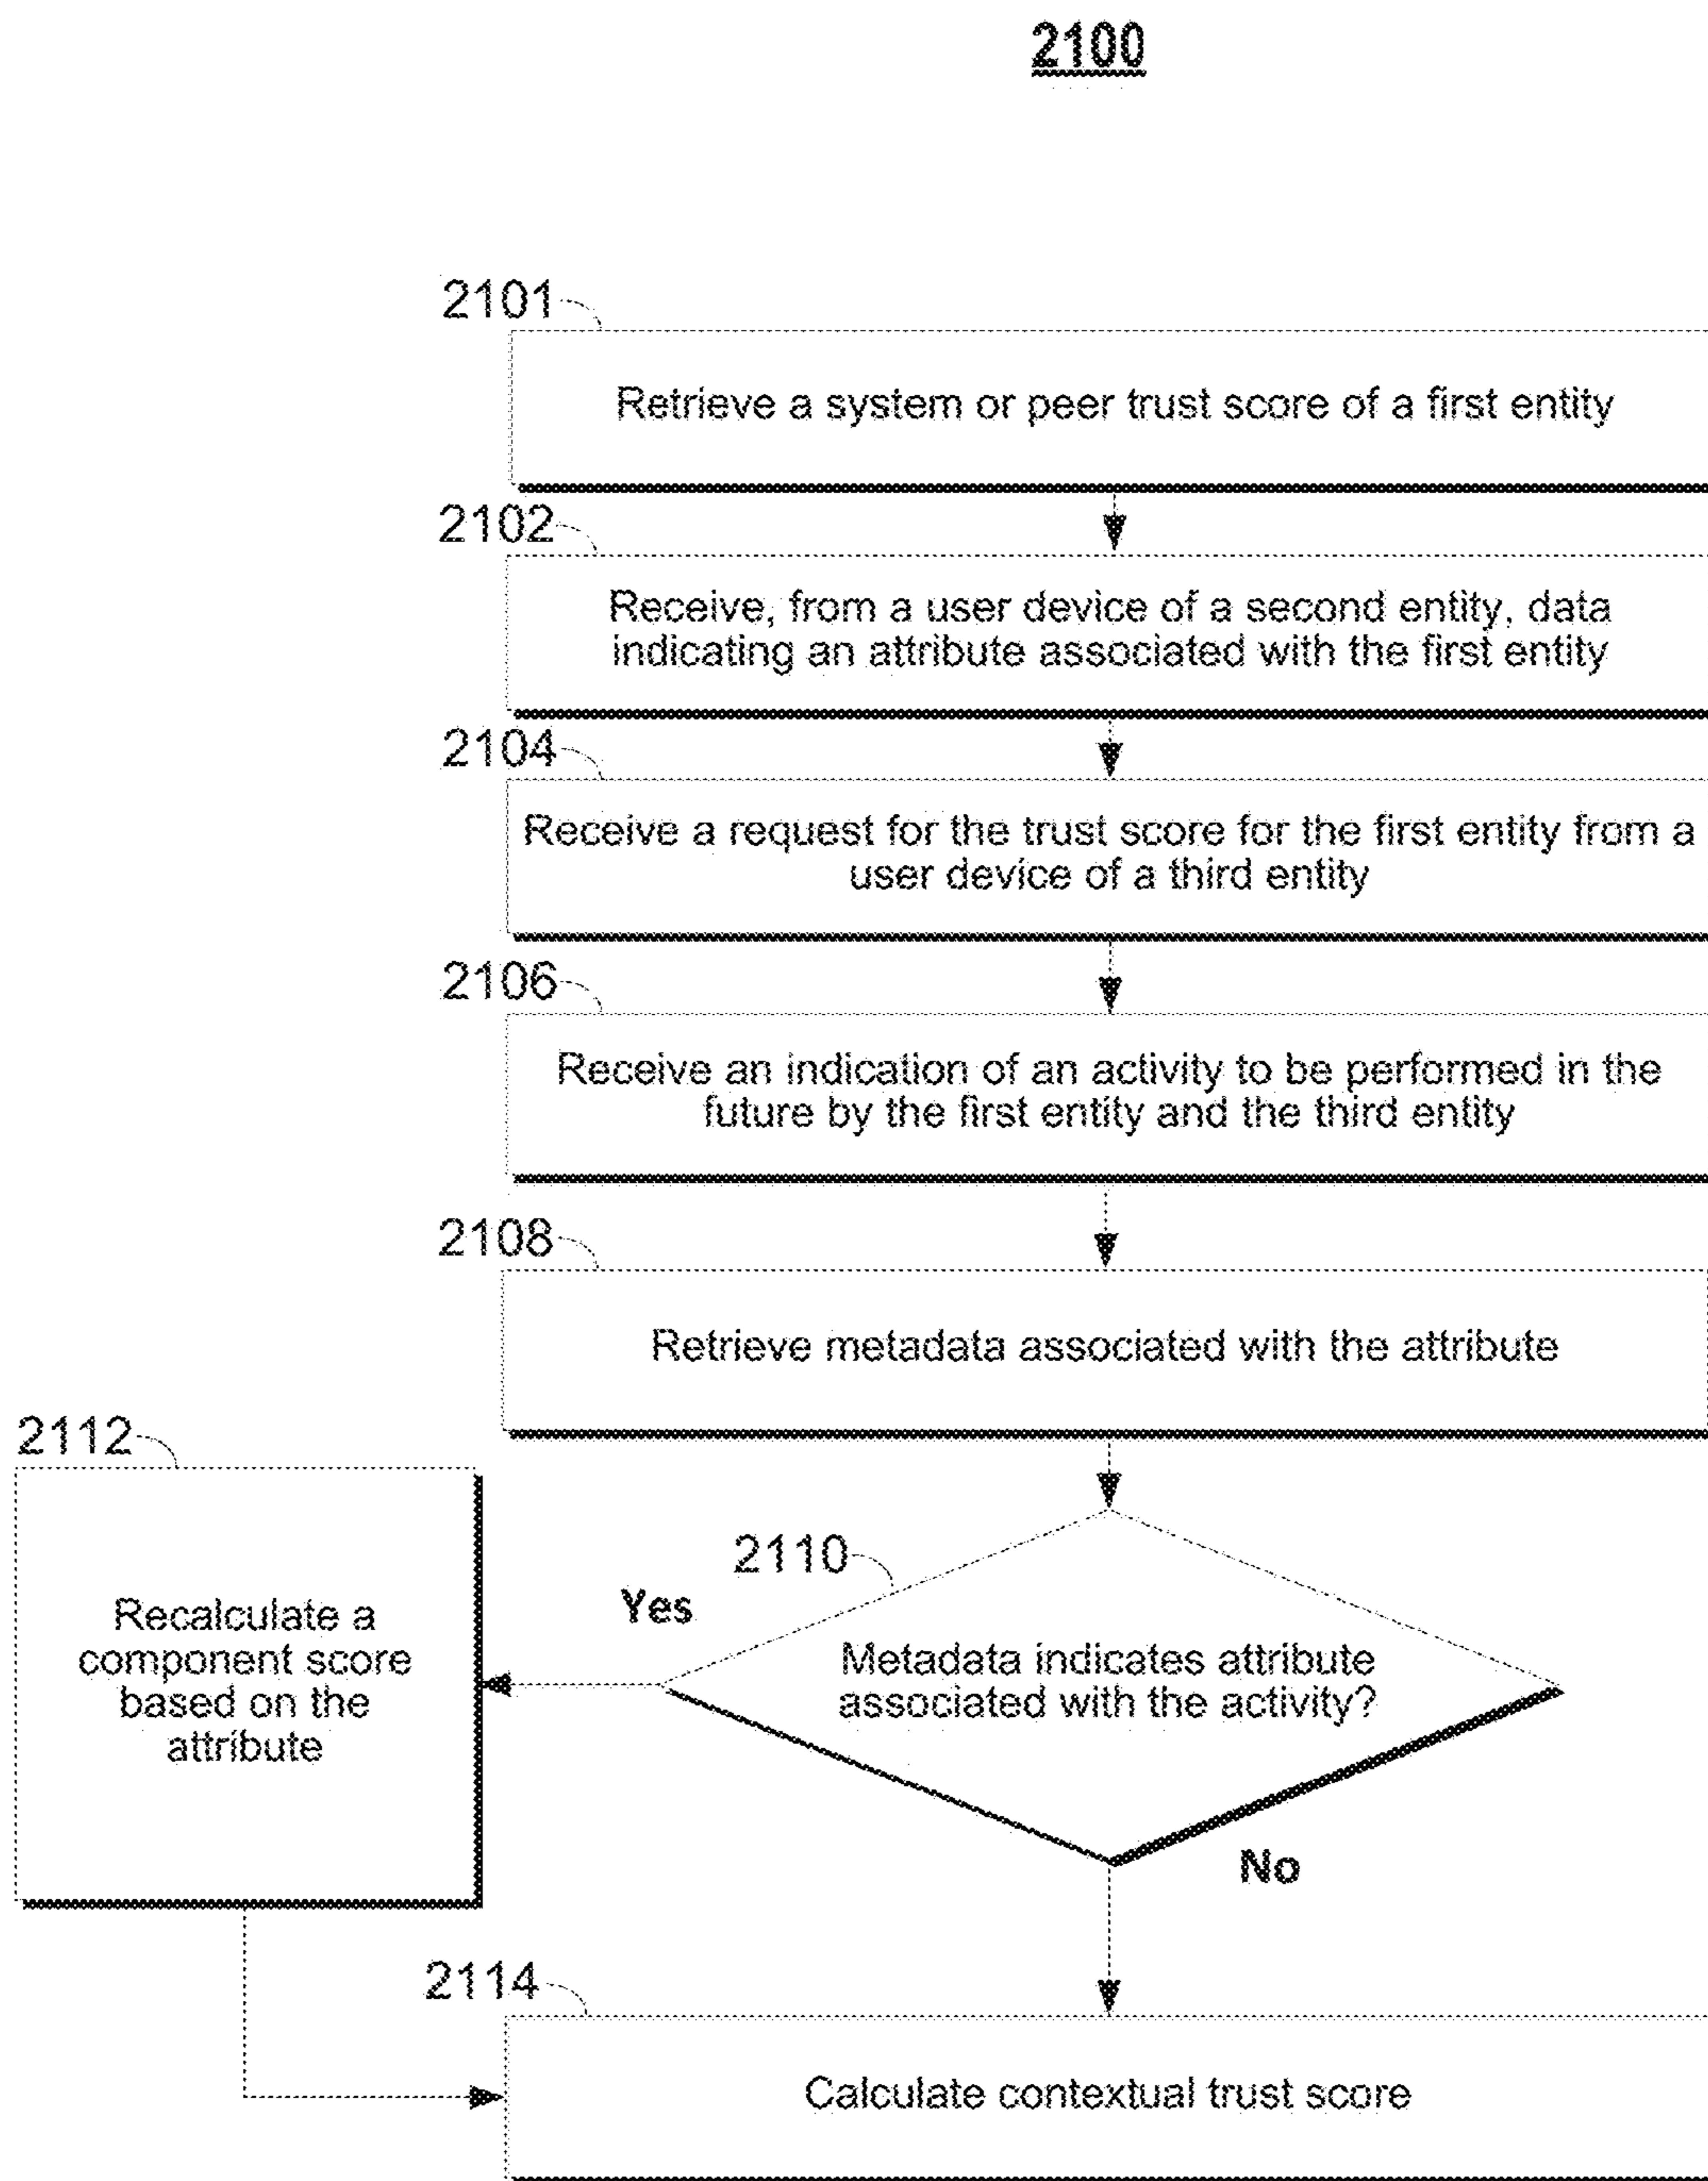 2100
2101
Retrieve a system or peer trust score of a first entity
2102
Receive, from a user device of a second entity, data
indicating an attribute associated with the first entity
2104
Receive a request for the trust score for the first entity from a
user device of a third entity
2106
Receive an indication of an activity to be performed in the
future by the first entity and the third entity
2108
Retrieve metadata associated with the attribute
2112
Recalculate a
component score
based on the
attribute
2110
Yes
Metadata indicates attribute
associated with the activity?
No
2114
Calculate contextual trust score